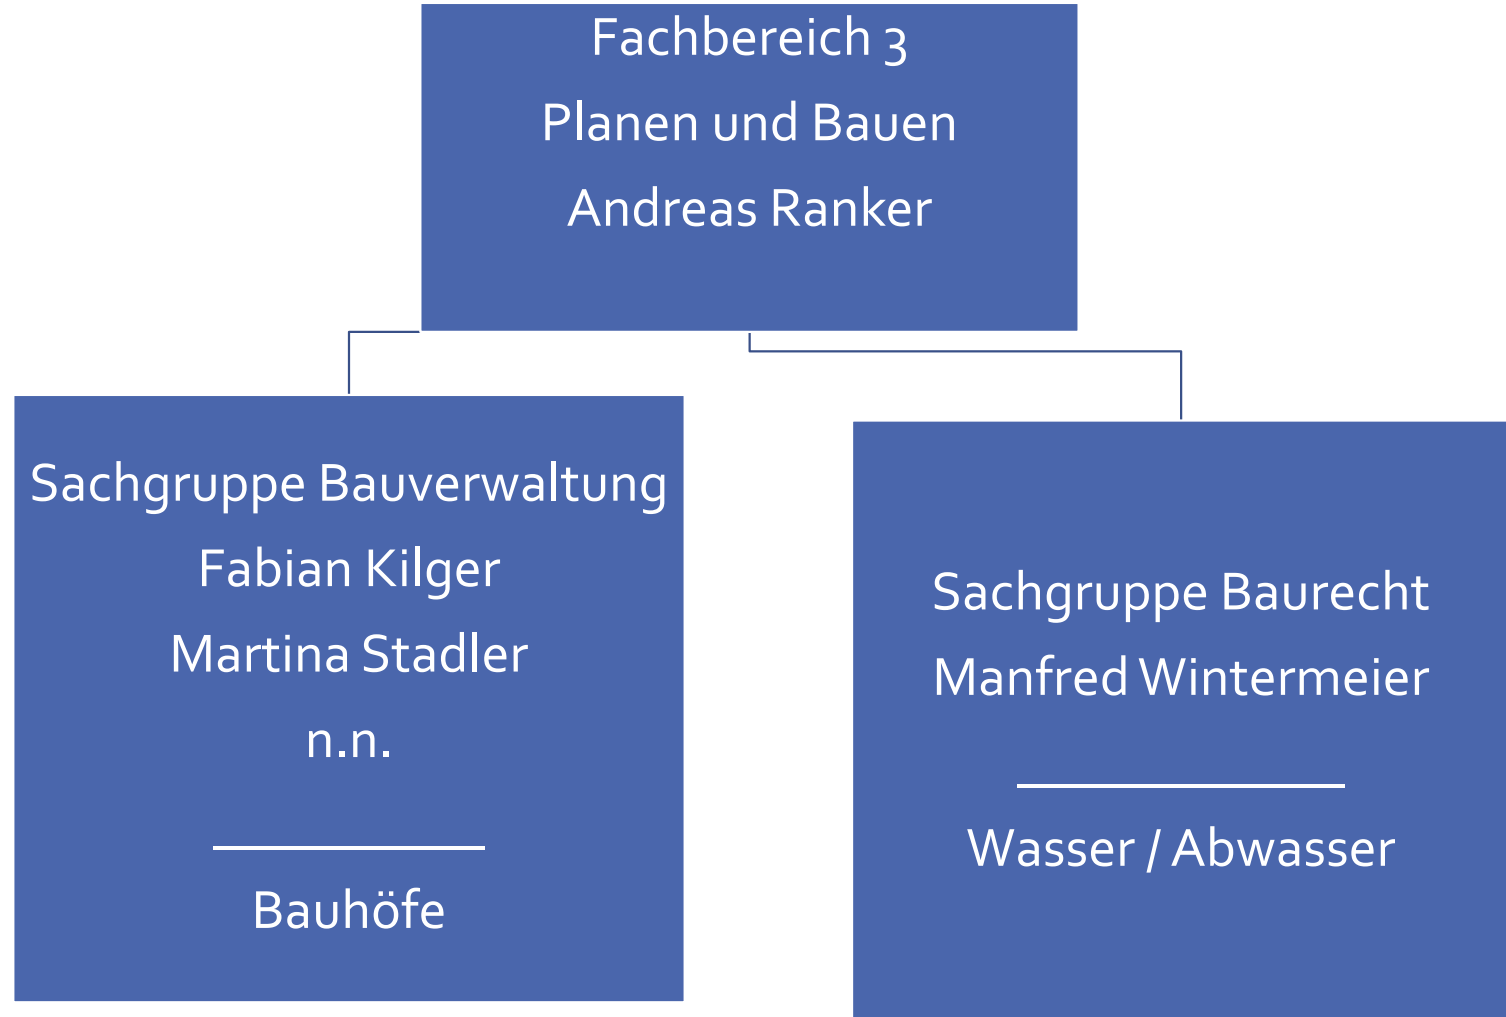 Fachbereich 3
Planen und Bauen
Andreas Ranker
Sachgruppe Bauverwaltung
Fabian Kilger
Martina Stadler
n.n.
Bauhöfe
Sachgruppe Baurecht
Manfred Wintermeier
Wasser / Abwasser